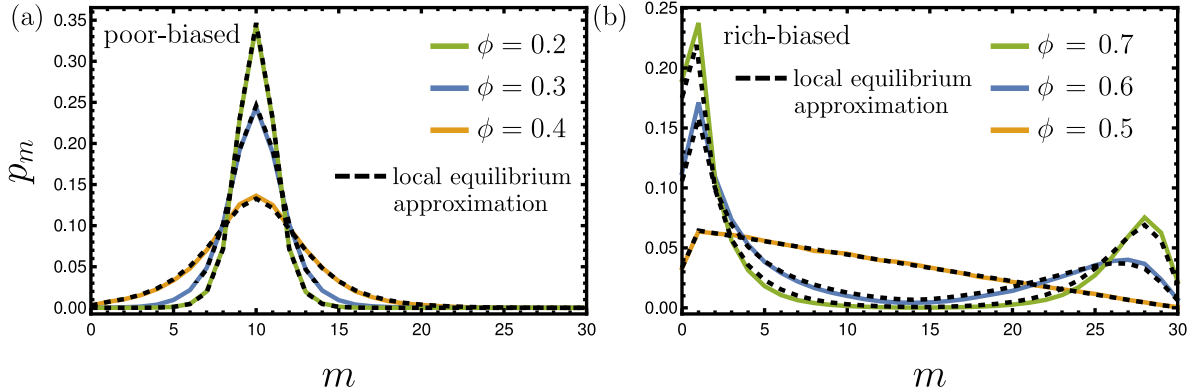 (a)
poor-biased
ϕ = 0.2
ϕ = 0.3
ϕ = 0.4
local equilibrium
approximation
p_m
0.35
0.30
0.25
0.20
0.15
0.10
0.05
0.00
0 5 10 15 20 25 30
m
(b)
rich-biased
local equilibrium
approximation
ϕ = 0.7
ϕ = 0.6
ϕ = 0.5
0.25
0.20
0.15
0.10
0.05
0.00
0 5 10 15 20 25 30
m